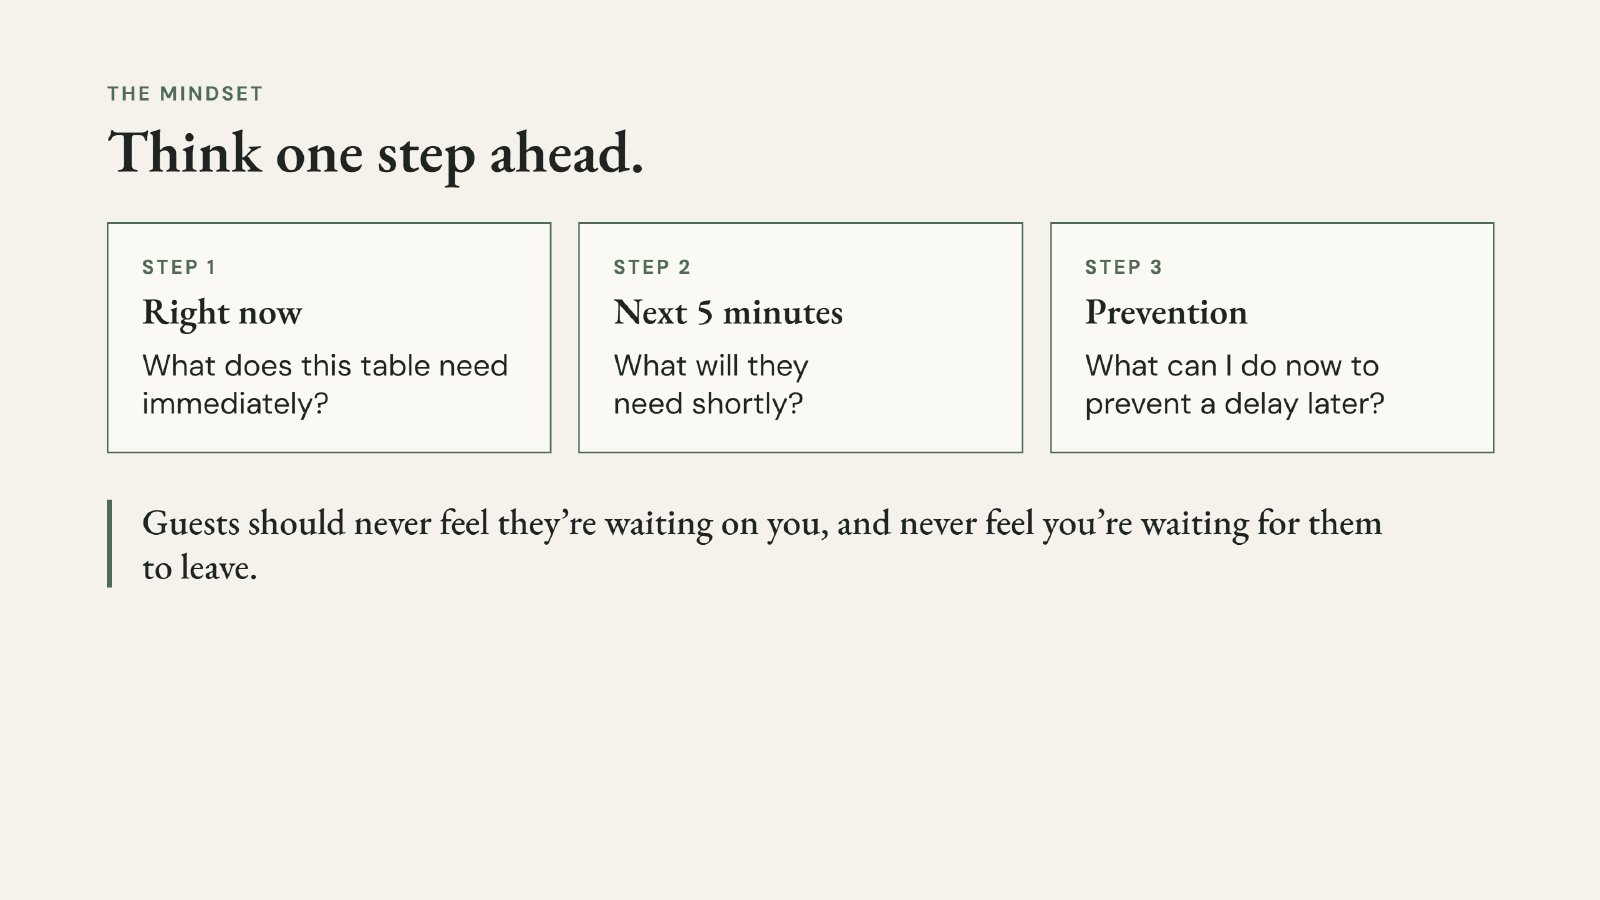 THE MINDSET
Think one step ahead.
STEP 1
Right now
What does this table need
immediately?
STEP 2
Next 5 minutes
What will they
need shortly?
STEP 3
Prevention
What can I do now to
prevent a delay later?
Guests should never feel they’re waiting on you, and never feel you’re waiting for them
to leave.